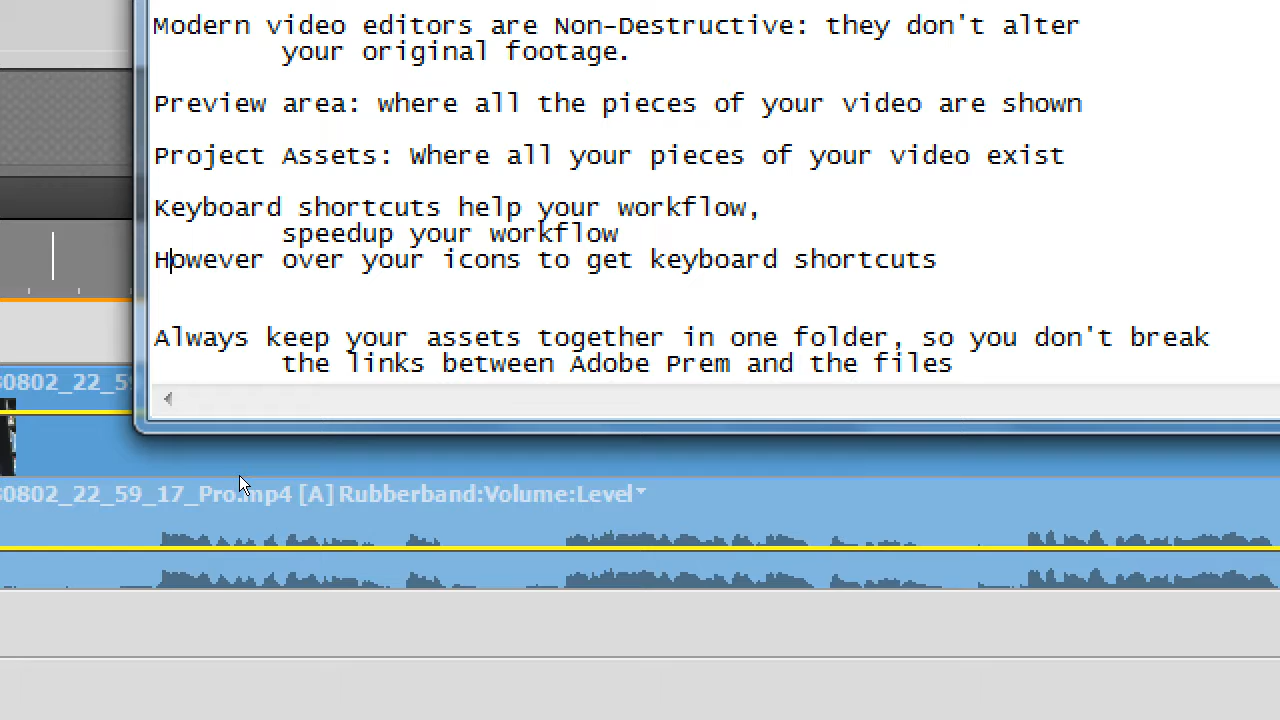 Modern video editors are Non-Destructive: they don't alter
your original footage.
Preview area: where all the pieces of your video are shown
Project Assets: Where all your pieces of your video exist
Keyboard shortcuts help your workflow,
speedup your workflow
However over your icons to get keyboard shortcuts
Always keep your assets together in one folder, so you don't break
the links between Adobe Prem and the files
0802_22_59
0802_22_59_17_Pro.mp4 [A] Rubberband:Volume:Level